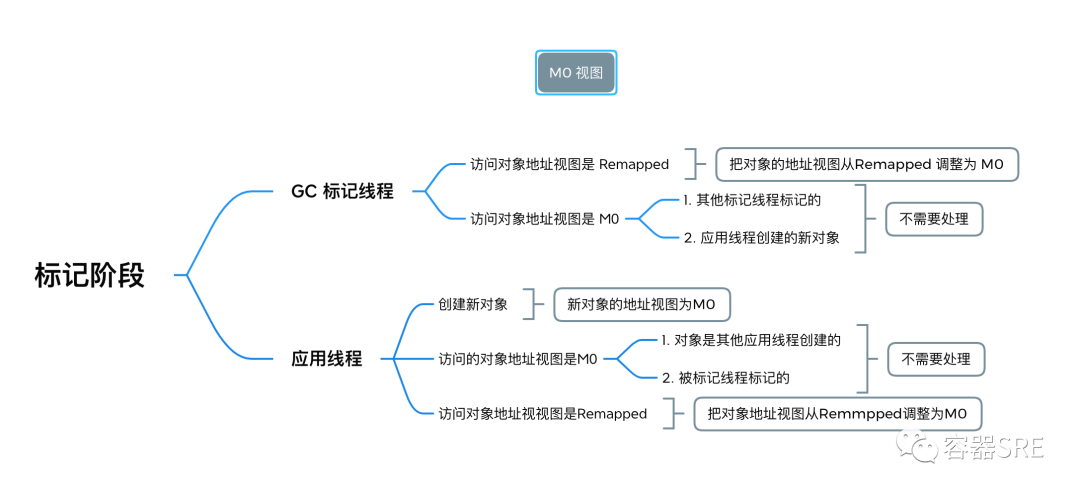 M0 视图
标记阶段
GC 标记线程
访问对象地址视图是 Remapped
把对象的地址视图从Remapped 调整为 M0
访问对象地址视图是 M0
1. 其他标记线程标记的
2. 应用线程创建的新对象
不需要处理
应用线程
创建新对象
新对象的地址视图为M0
访问的对象地址视图是M0
1. 对象是其他应用线程创建的
2. 被标记线程标记的
不需要处理
访问对象地址视视图是Remapped
把对象地址视图从Remmpped调整为M0
容器SRE